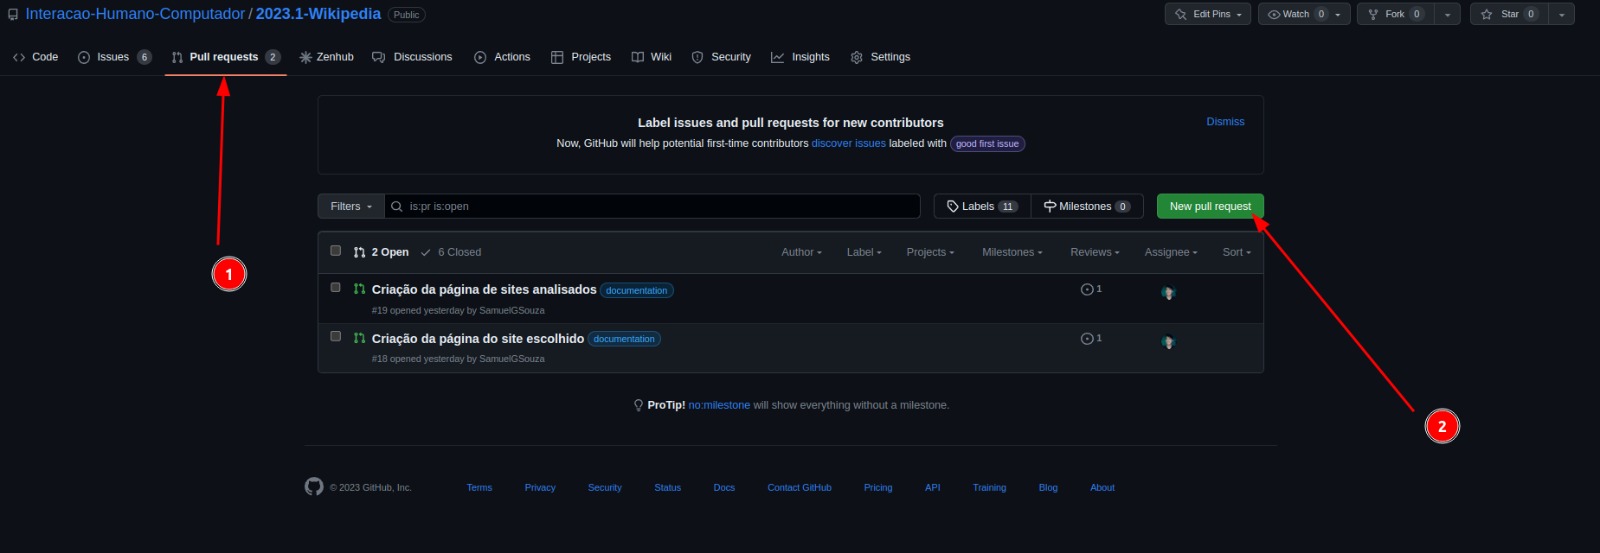 Interacao-Humano-Computador / 2023.1-Wikipedia Public Edit Pins Watch 0 Fork 0 Star 0
Code Issues 6 Pull requests 2 Zenhub Discussions Actions Projects Wiki Security Insights Settings
Label issues and pull requests for new contributors Dismiss
Now, GitHub will help potential first-time contributors discover issues labeled with good first issue
Filters is:pr is:open Labels 11 Milestones 0 New pull request
2 Open 6 Closed Author Label Projects Milestones Reviews Assignee Sort
1
Criação da página de sites analisados documentation 1
#19 opened yesterday by SamuelGSouza
Criação da página do site escolhido documentation 1
#18 opened yesterday by SamuelGSouza
ProTip! no:milestone will show everything without a milestone.
2
© 2023 GitHub, Inc. Terms Privacy Security Status Docs Contact GitHub Pricing API Training Blog About